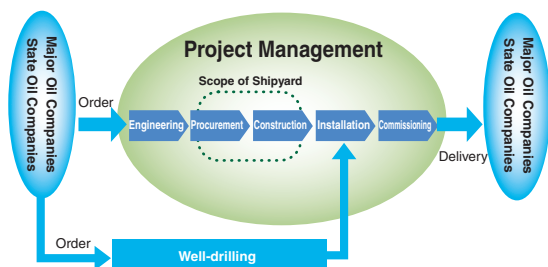 Major Oil Companies
State Oil Companies
Order
Project Management
Scope of Shipyard
Engineering
Procurement
Construction
Installation
Commissioning
Delivery
Major Oil Companies
State Oil Companies
Order
Well-drilling